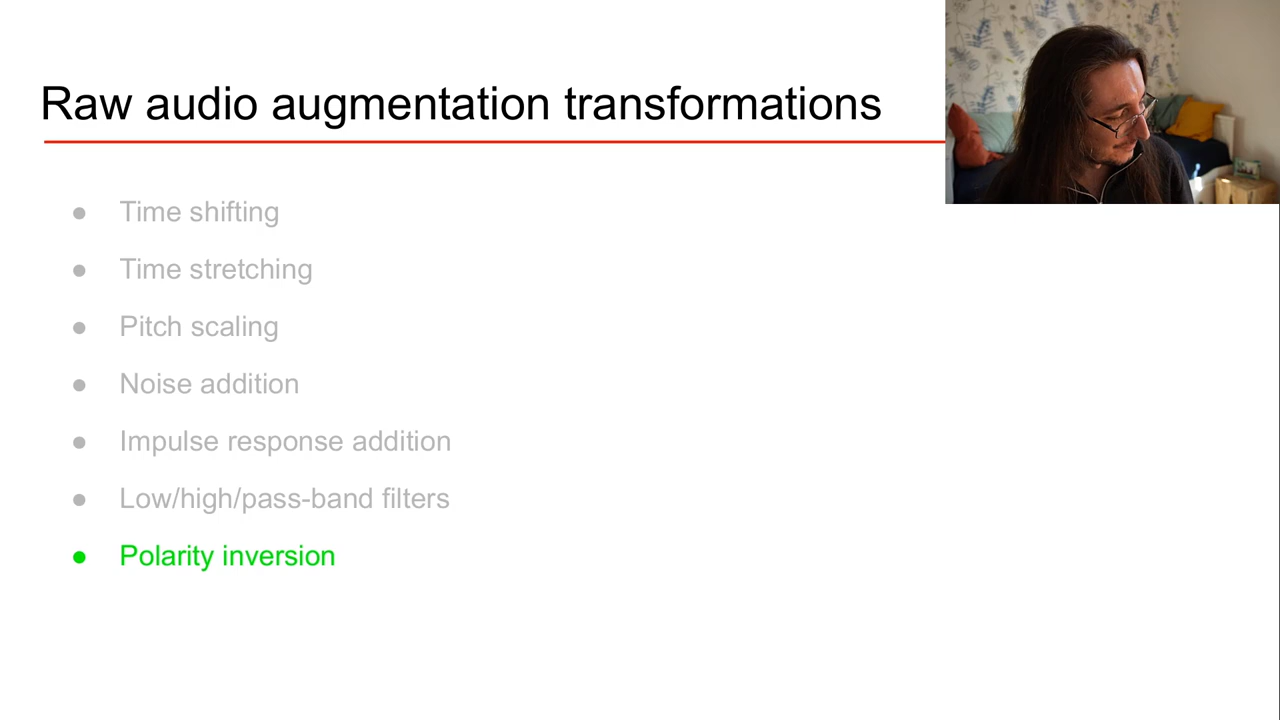 Raw audio augmentation transformations
● Time shifting
● Time stretching
● Pitch scaling
● Noise addition
● Impulse response addition
● Low/high/pass-band filters
● Polarity inversion